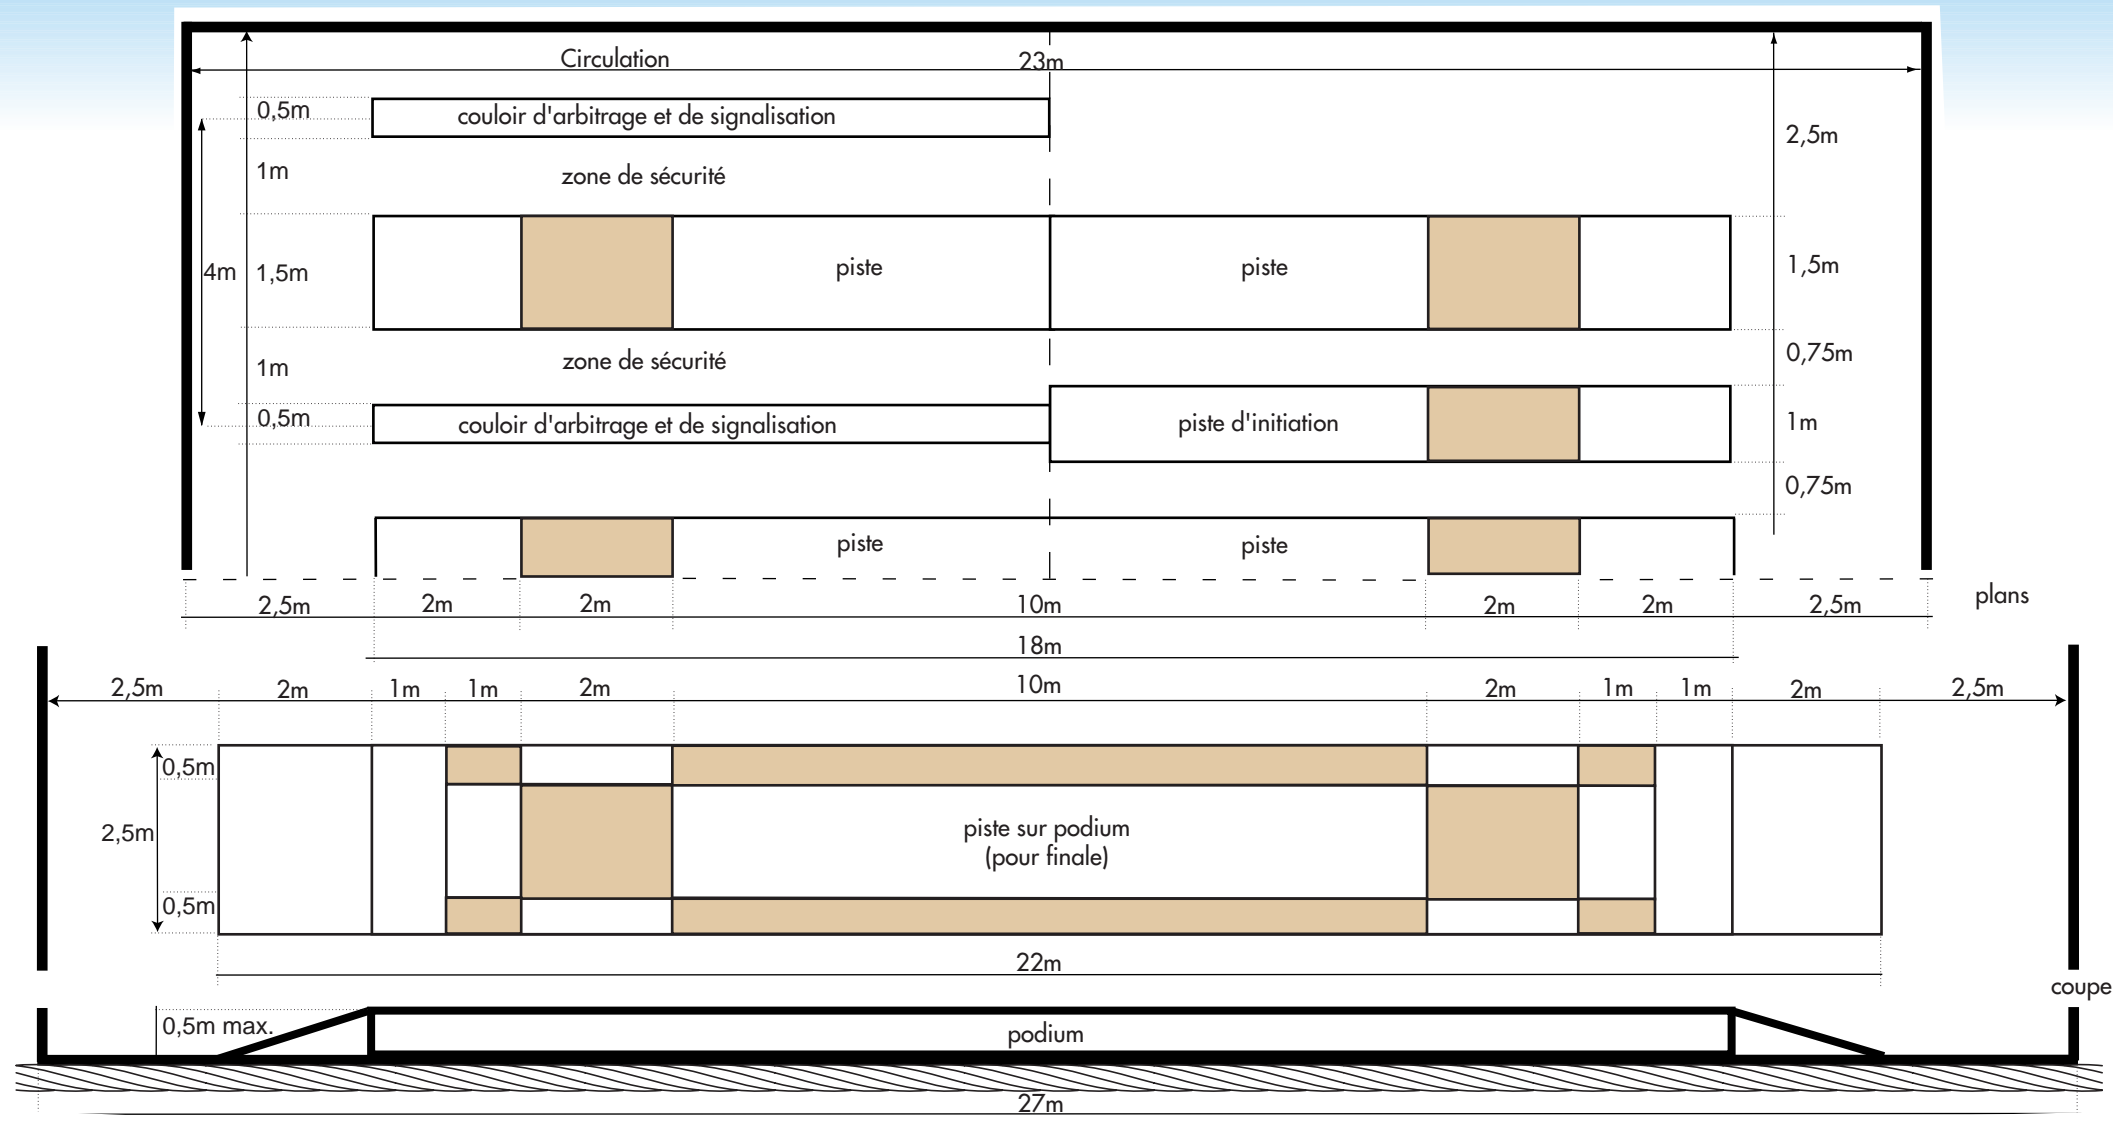 Circulation
23m
0,5m
couloir d'arbitrage et de signalisation
2,5m
1m
zone de sécurité
4m
1,5m
piste
piste
1,5m
1m
zone de sécurité
0,75m
0,5m
couloir d'arbitrage et de signalisation
piste d'initiation
1m
0,75m
piste
piste
2,5m
2m
2m
10m
2m
2m
2,5m
plans
18m
2,5m
2m
1m
1m
2m
10m
2m
1m
1m
2m
2,5m
0,5m
2,5m
piste sur podium
(pour finale)
0,5m
22m
coupe
0,5m max.
podium
27m